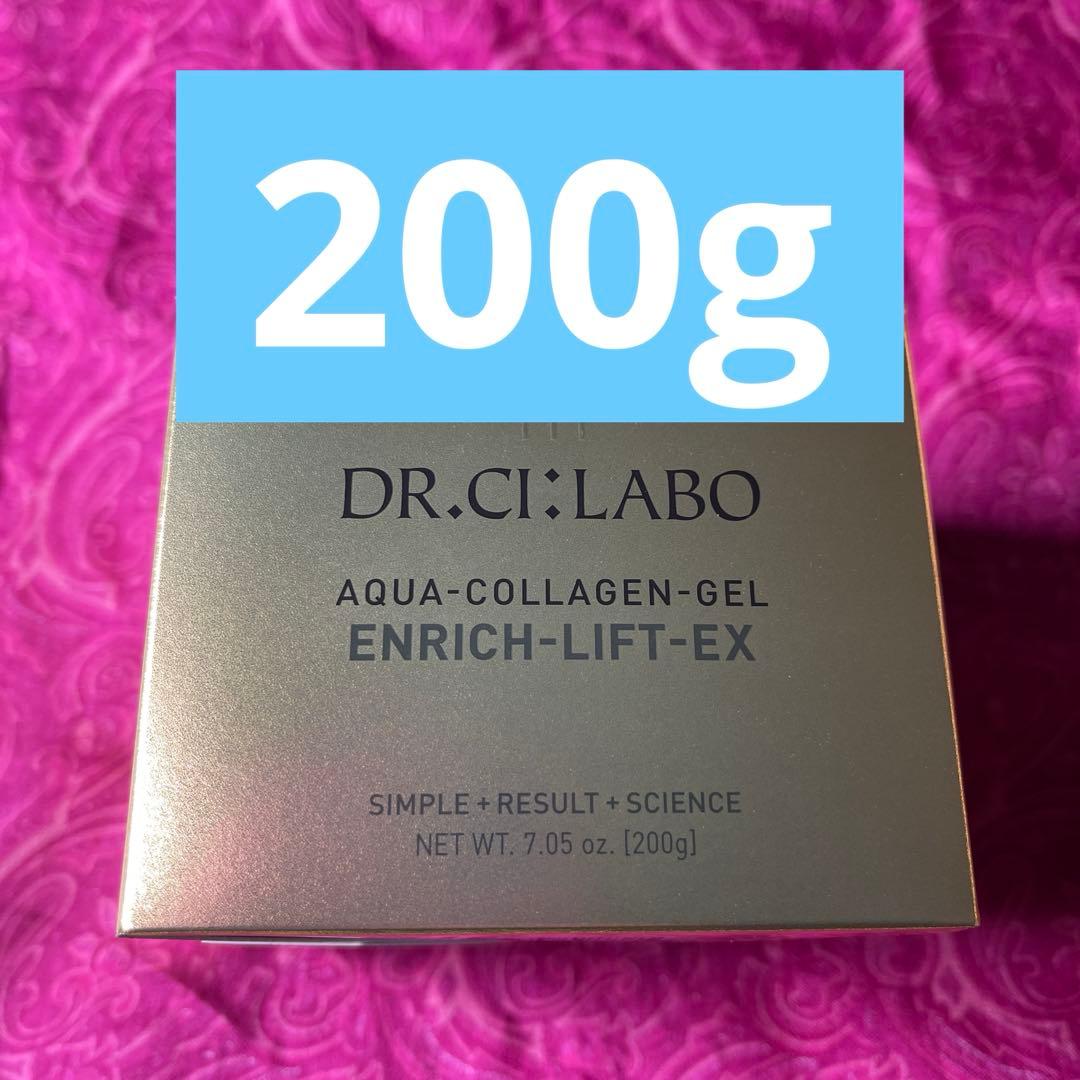 200g
DR.CI:LABO
AQUA-COLLAGEN-GEL
ENRICH-LIFT-EX
SIMPLE + RESULT + SCIENCE
NET WT. 7.05 oz. [200g]